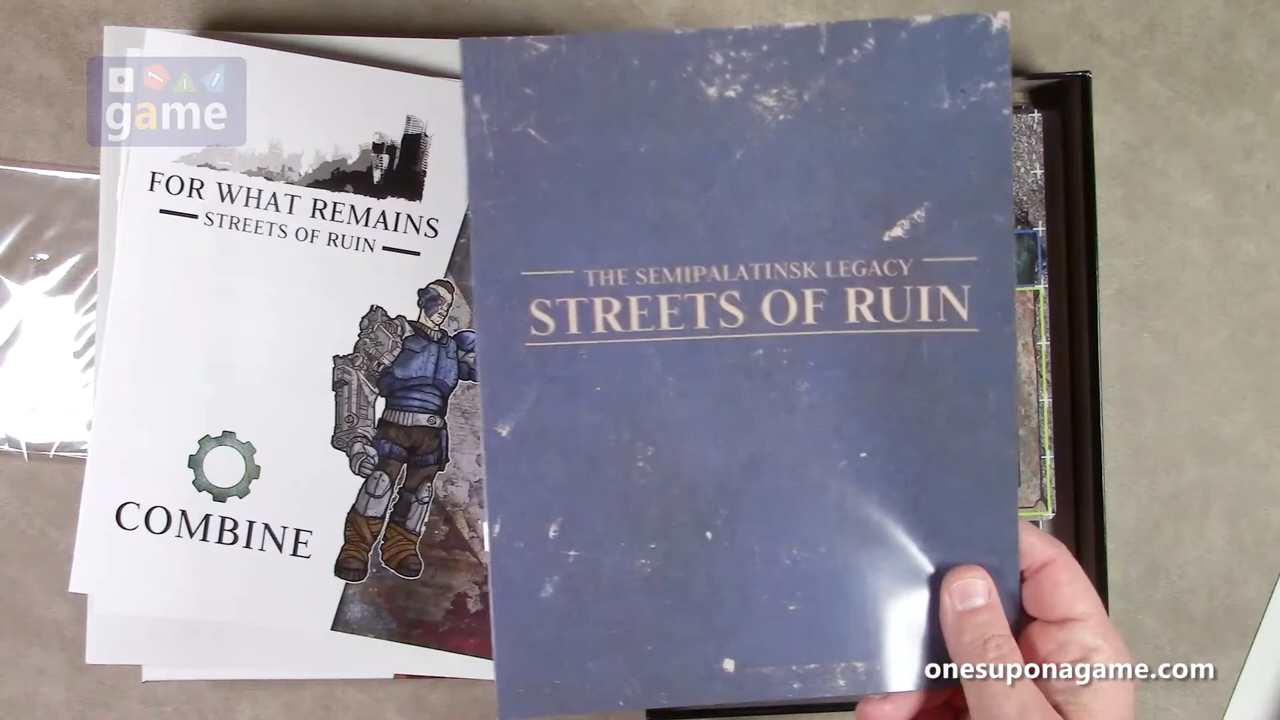 game
FOR WHAT REMAINS
STREETS OF RUIN
COMBINE
THE SEMIPALATINSK LEGACY
STREETS OF RUIN
onesuponagame.com